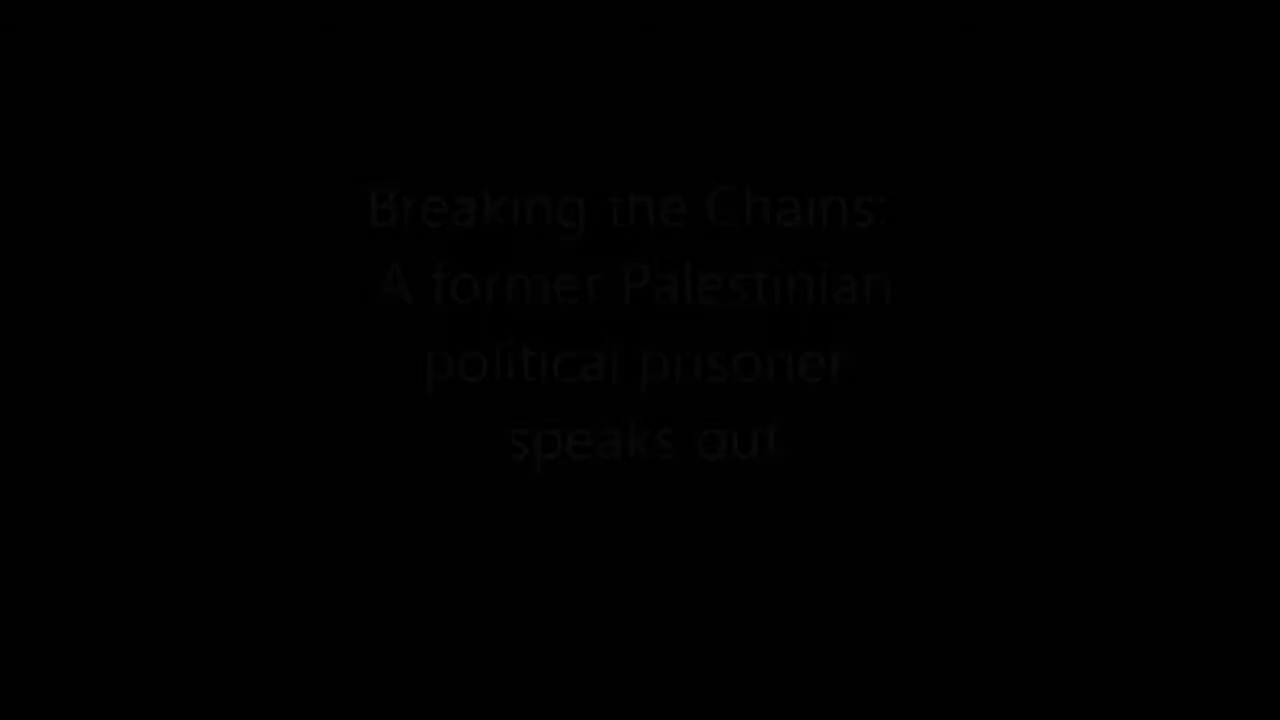 Breaking the Chains:
A former Palestinian
political prisoner
speaks out